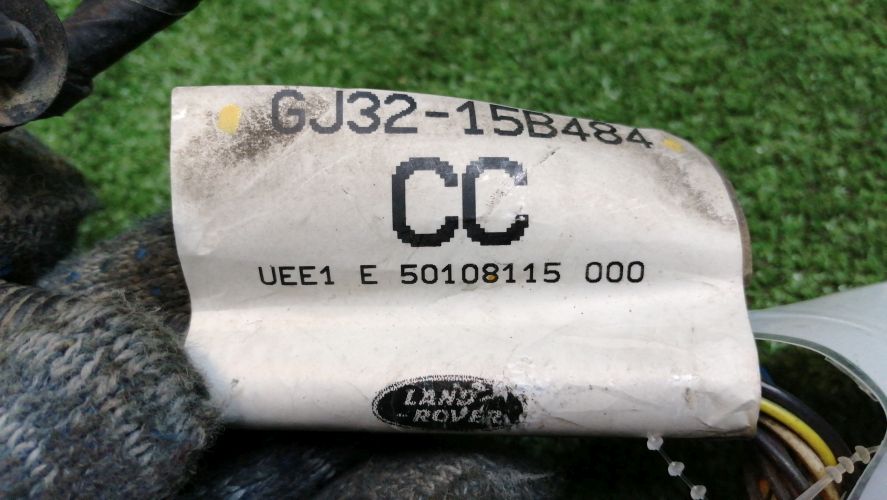 GJ32-15B484
CC
UEE1 E 50108115 000
LAND-
-ROVER